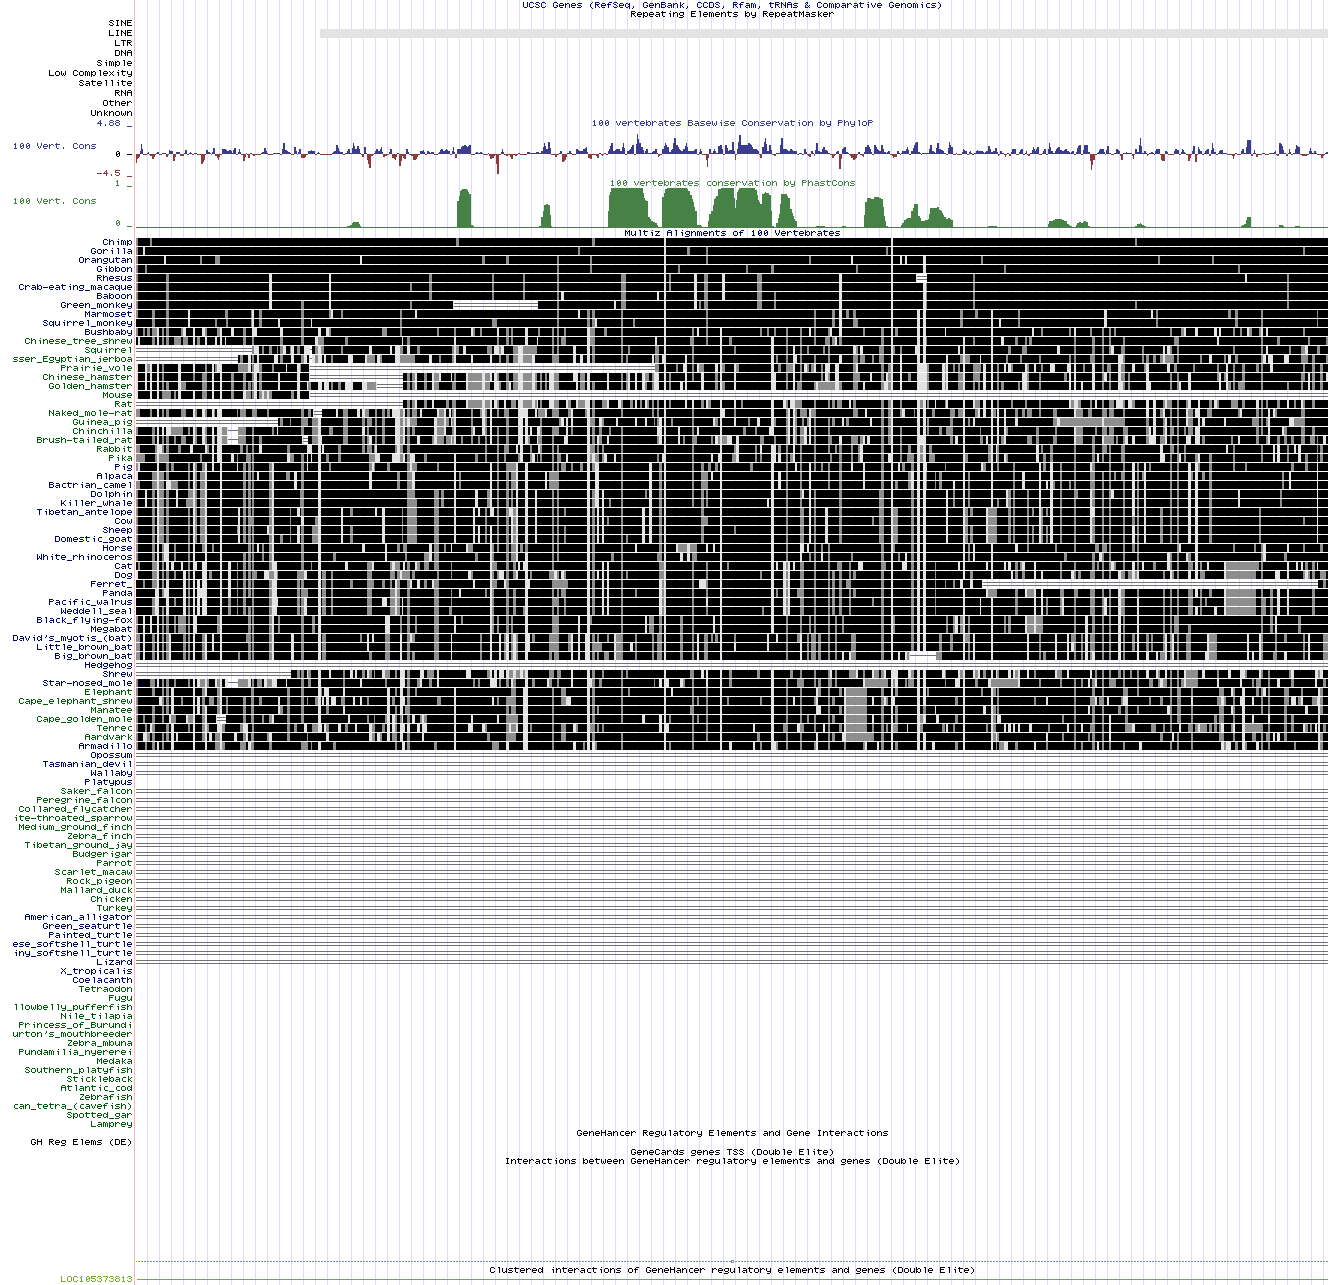 UCSC Genes (RefSeq, GenBank, CCDS, Rfam, tRNAs & Comparative Genomics)
Repeating Elements by RepeatMasker
SINE
LINE
LTR
DNA
Simple
Low Complexity
Satellite
RNA
Other
Unknown
4.88 _
100 vertebrates Basewise Conservation by PhyloP
100 Vert. Cons
0 _
-4.5 _
1 _
100 vertebrates conservation by PhastCons
100 Vert. Cons
0 _
Multiz Alignments of 100 Vertebrates
Chimp
Gorilla
Orangutan
Gibbon
Rhesus
Crab-eating_macaque
Baboon
Green_monkey
Marmoset
Squirrel_monkey
Bushbaby
Chinese_tree_shrew
Squirrel
sser_Egyptian_jerboa
Prairie_vole
Chinese_hamster
Golden_hamster
Mouse
Rat
Naked_mole-rat
Guinea_pig
Chinchilla
Brush-tailed_rat
Rabbit
Pika
Pig
Alpaca
Bactrian_camel
Dolphin
Killer_whale
Tibetan_antelope
Cow
Sheep
Domestic_goat
Horse
White_rhinoceros
Cat
Dog
Ferret_
Panda
Pacific_walrus
Weddell_seal
Black_flying-fox
Megabat
David's_myotis_(bat)
Little_brown_bat
Big_brown_bat
Hedgehog
Shrew
Star-nosed_mole
Elephant
Cape_elephant_shrew
Manatee
Cape_golden_mole
Tenrec
Aardvark
Armadillo
Opossum
Tasmanian_devil
Wallaby
Platypus
Saker_falcon
Peregrine_falcon
Collared_flycatcher
ite-throated_sparrow
Medium_ground_finch
Zebra_finch
Tibetan_ground_jay
Budgerigar
Parrot
Scarlet_macaw
Rock_pigeon
Mallard_duck
Chicken
Turkey
American_alligator
Green_seaturtle
Painted_turtle
ese_softshell_turtle
iny_softshell_turtle
Lizard
X_tropicalis
Coelacanth
Tetraodon
Fugu
llowbelly_pufferfish
Nile_tilapia
Princess_of_Burundi
urton's_mouthbreeder
Zebra_mbuna
Pundamilia_nyererei
Medaka
Southern_platyfish
Stickleback
Atlantic_cod
Zebrafish
can_tetra_(cavefish)
Spotted_gar
Lamprey
GeneHancer Regulatory Elements and Gene Interactions
GH Reg Elems (DE)
GeneCards genes TSS (Double Elite)
Interactions between GeneHancer regulatory elements and genes (Double Elite)
Clustered interactions of GeneHancer regulatory elements and genes (Double Elite)
LOC105373813